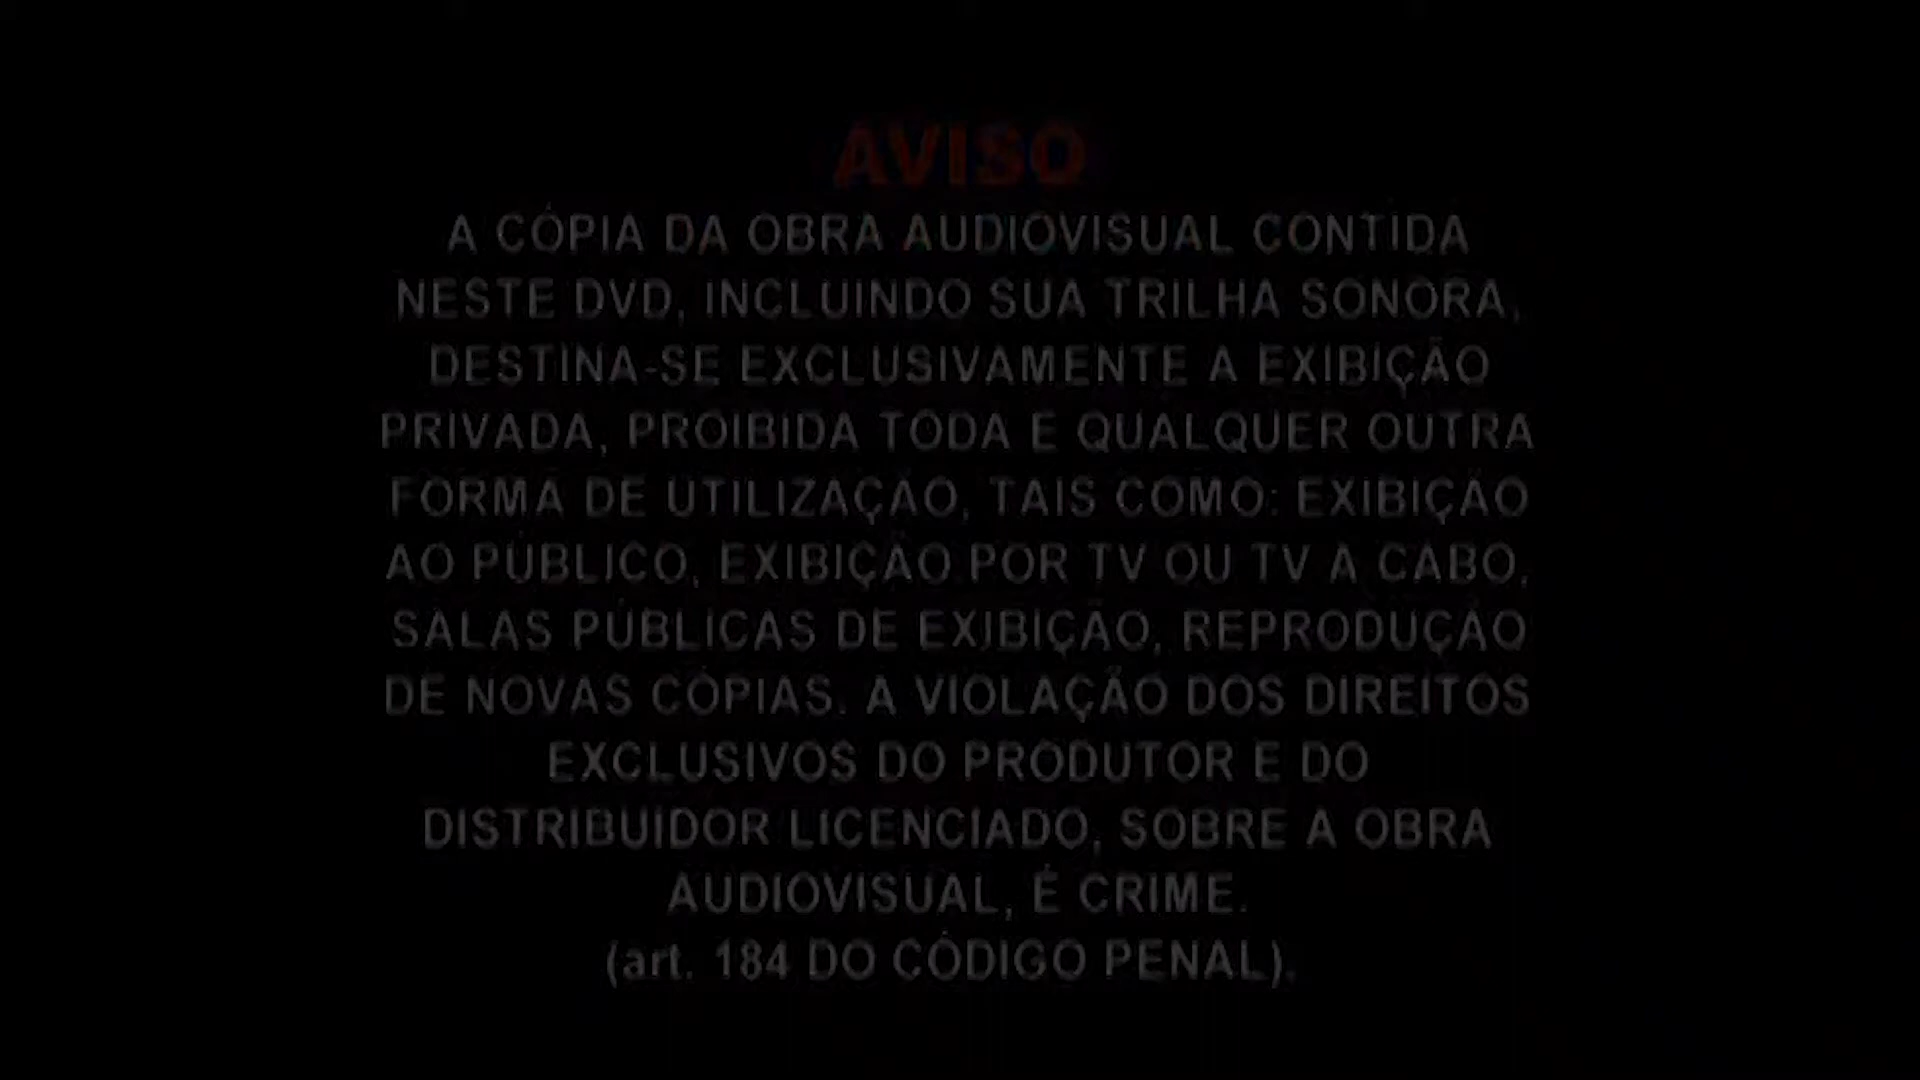 AVISO
A CÓPIA DA OBRA AUDIOVISUAL CONTIDA
NESTE DVD, INCLUINDO SUA TRILHA SONORA,
DESTINA-SE EXCLUSIVAMENTE A EXIBIÇÃO
PRIVADA, PROIBIDA TODA E QUALQUER OUTRA
FORMA DE UTILIZAÇÃO, TAIS COMO: EXIBIÇÃO
AO PÚBLICO, EXIBIÇÃO POR TV OU TV A CABO,
SALAS PÚBLICAS DE EXIBIÇÃO, REPRODUÇÃO
DE NOVAS CÓPIAS. A VIOLAÇÃO DOS DIREITOS
EXCLUSIVOS DO PRODUTOR E DO
DISTRIBUIDOR LICENCIADO, SOBRE A OBRA
AUDIOVISUAL, É CRIME.
(art. 184 DO CÓDIGO PENAL).